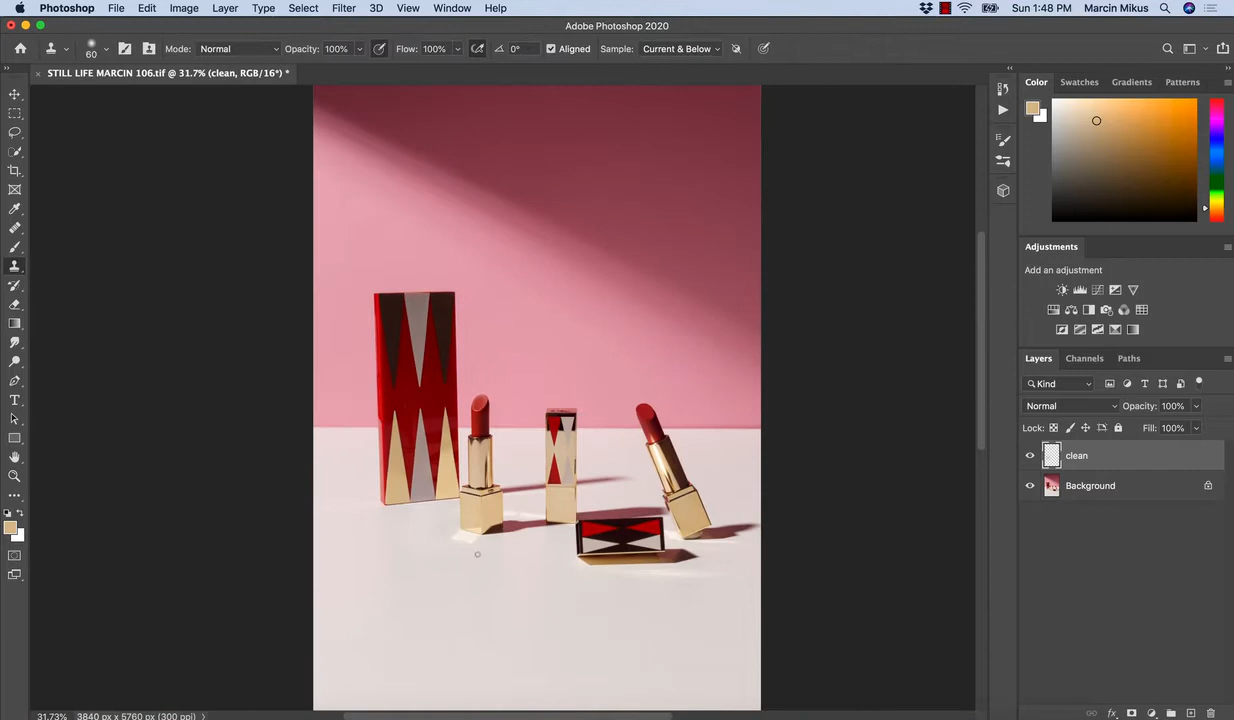 Photoshop File Edit Image Layer Type Select Filter 3D View Window Help Sun 1:48 PM Marcin Mikus
Adobe Photoshop 2020
60 Mode: Normal Opacity: 100% Flow: 100% 0° Aligned Sample: Current & Below
STILL LIFE MARCIN 106.tif @ 31.7% (clean, RGB/16*) *
Color Swatches Gradients Patterns
Adjustments
Add an adjustment
Layers Channels Paths
Kind
Normal Opacity: 100%
Lock: Fill: 100%
clean
Background
31.73% 3840 px x 5760 px (300 ppi)